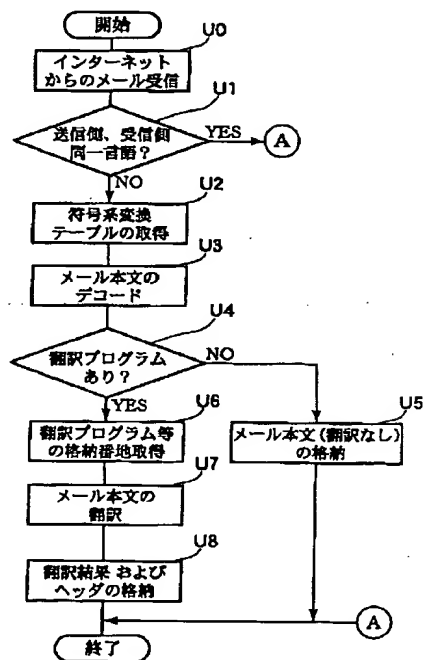 開始
U0
インターネット
からのメール受信
U1
送信側、受信側
同一言語？
YES
A
NO
U2
符号系変換
テーブルの取得
U3
メール本文の
デコード
U4
翻訳プログラム
あり？
NO
YES
U6
翻訳プログラム等
の格納番地取得
U5
メール本文(翻訳なし)
の格納
U7
メール本文の
翻訳
U8
翻訳結果 および
ヘッダの格納
A
終了